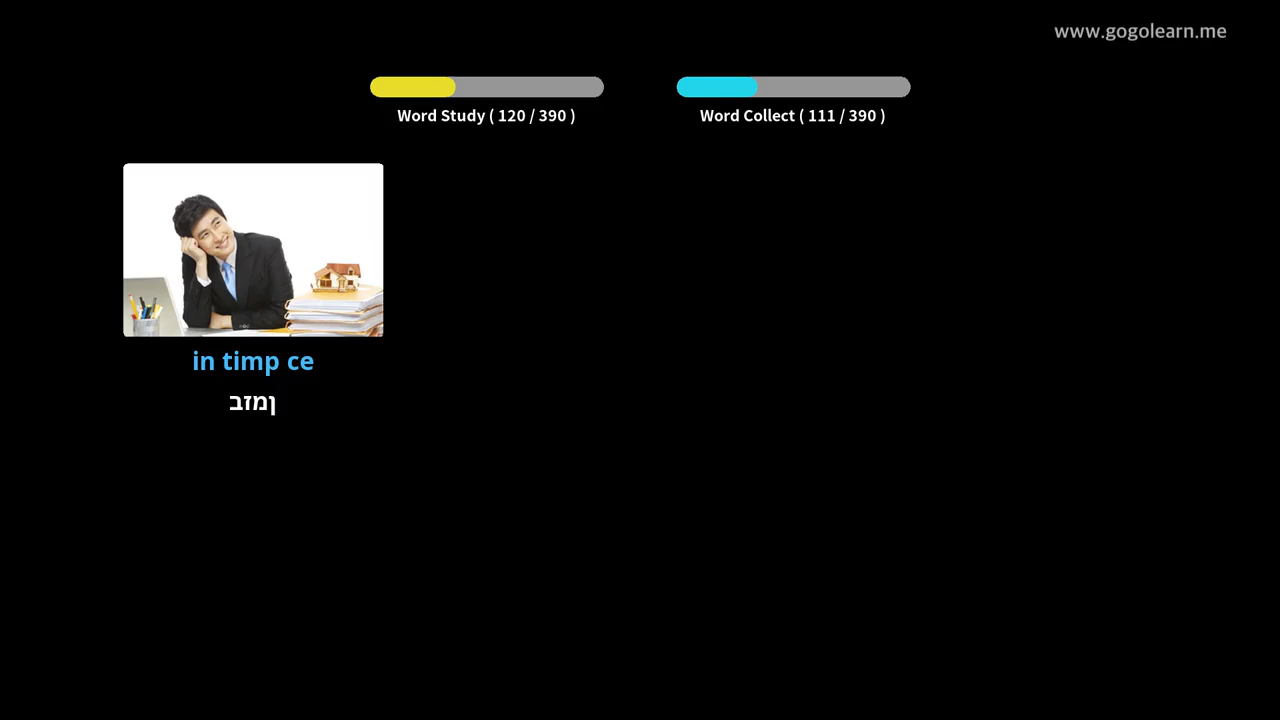 www.gogolearn.me
Word Study ( 120 / 390 )
Word Collect ( 111 / 390 )
in timp ce
בזמן